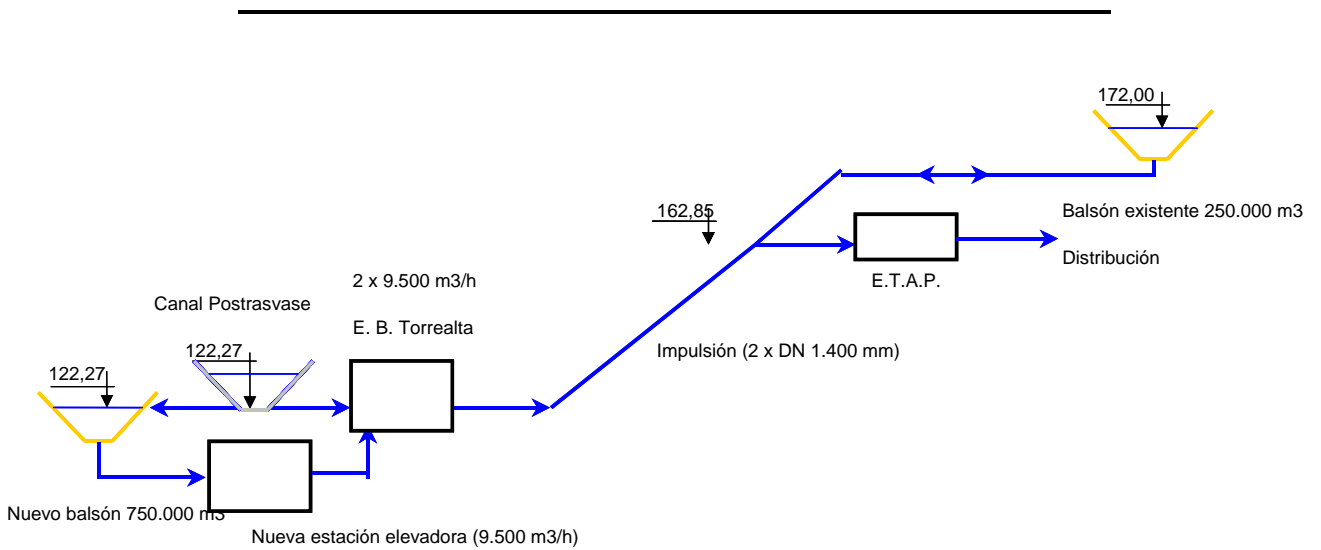 172,00
Balsón existente 250.000 m3
162,85
Distribución
E.T.A.P.
2 x 9.500 m3/h
Canal Postrasvase
E. B. Torrealta
Impulsión (2 x DN 1.400 mm)
122,27
122,27
Nuevo balsón 750.000 m3
Nueva estación elevadora (9.500 m3/h)